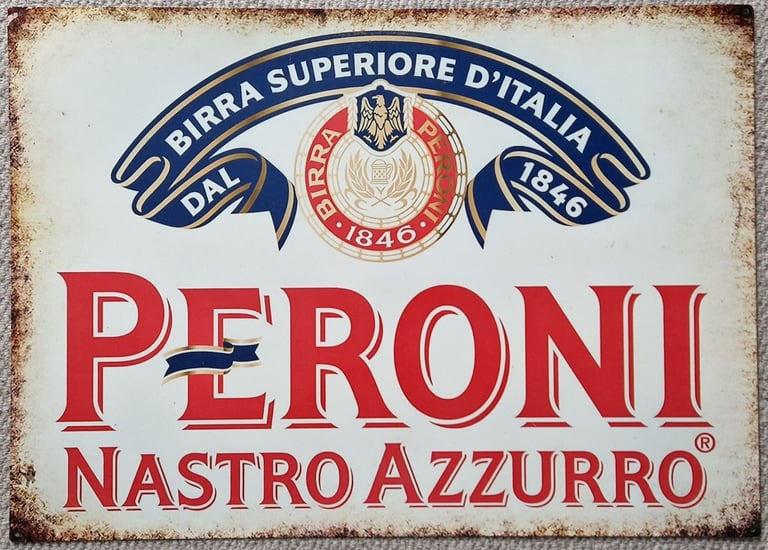 BIRRA SUPERIORE D'ITALIA
DAL 1846
BIRRA PERONI
·1846·
PERONI
NASTRO AZZURRO®